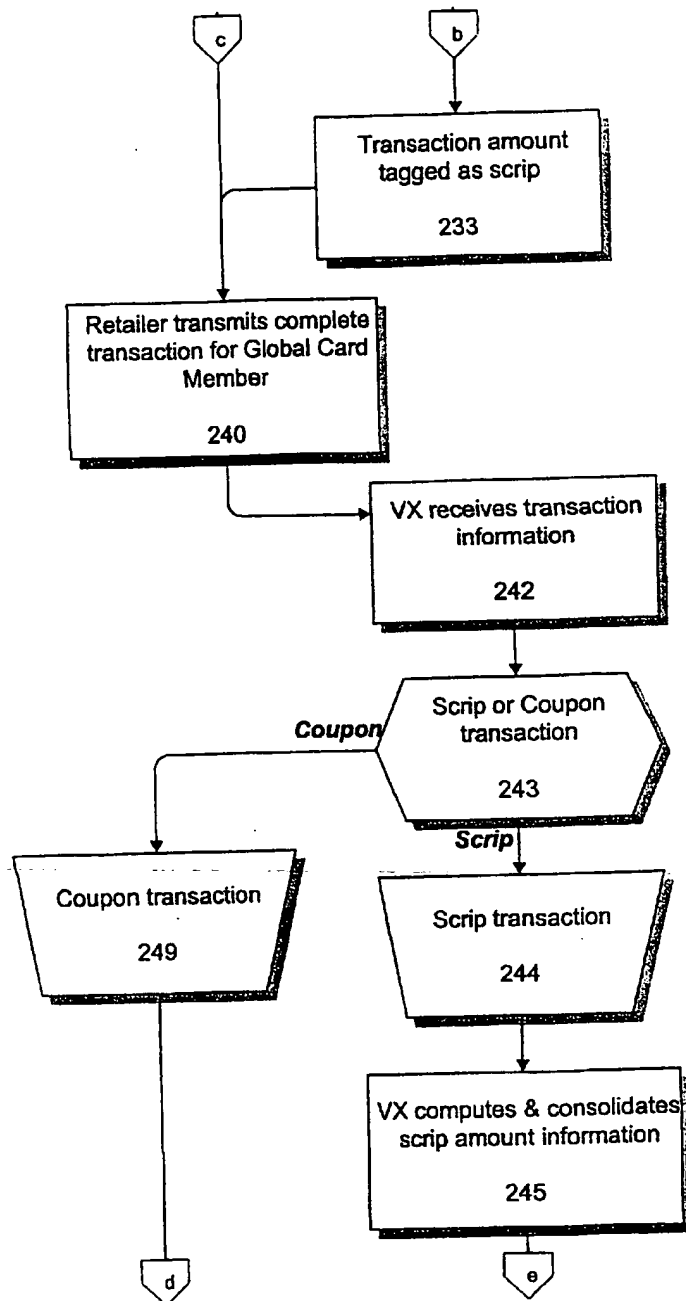 c
b
Transaction amount
tagged as scrip
233
Retailer transmits complete
transaction for Global Card
Member
240
VX receives transaction
information
242
Scrip or Coupon
transaction
243
Coupon
Scrip
Coupon transaction
249
Scrip transaction
244
VX computes & consolidates
scrip amount information
245
d
e